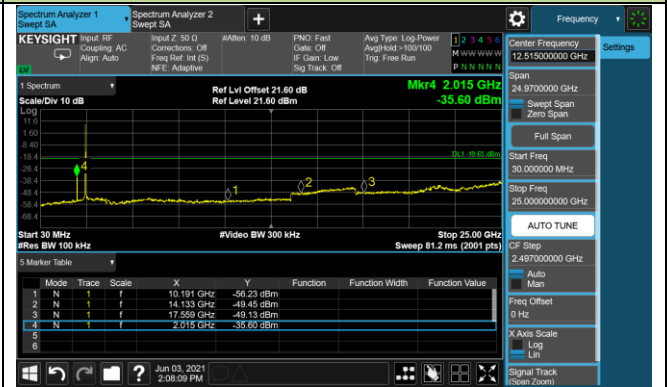 Spectrum Analyzer 1
Swept SA
Spectrum Analyzer 2
Swept SA
+
Frequency
KEYSIGHT
Input: RF
Coupling: AC
Align: Auto
Input Z: 50 Ω
Corrections: Off
Freq Ref: Int (S)
NFE: Adaptive
#Atten: 10 dB
PNO: Fast
Gate: Off
IF Gain: Low
Sig Track: Off
Avg Type: Log-Power
Avg|Hold:>100/100
Trig: Free Run
1 2 3 4 5 6
M W W W W W
P N N N N N
1 Spectrum
Scale/Div 10 dB
Log
Ref Lvl Offset 21.60 dB
Ref Level 21.60 dBm
Mkr4 2.015 GHz
-35.60 dBm
11.6
1.60
-8.40
-18.4
-28.4
-38.4
-48.4
-58.4
-68.4
DL1 -19.65 dBm
4
1
2
3
Start 30 MHz
#Res BW 100 kHz
#Video BW 300 kHz
Stop 25.00 GHz
Sweep 81.2 ms (2001 pts)
5 Marker Table
Mode Trace Scale X Y Function Function Width Function Value
1 N 1 f 10.191 GHz -56.23 dBm
2 N 1 f 14.133 GHz -49.45 dBm
3 N 1 f 17.559 GHz -49.13 dBm
4 N 1 f 2.015 GHz -35.60 dBm
5
6
Jun 03, 2021
2:08:09 PM
Center Frequency
12.515000000 GHz
Settings
Span
24.9700000 GHz
Swept Span
Zero Span
Full Span
Start Freq
30.000000 MHz
Stop Freq
25.000000000 GHz
AUTO TUNE
CF Step
2.497000000 GHz
Auto
Man
Freq Offset
0 Hz
X Axis Scale
Log
Lin
Signal Track
(Span Zoom)